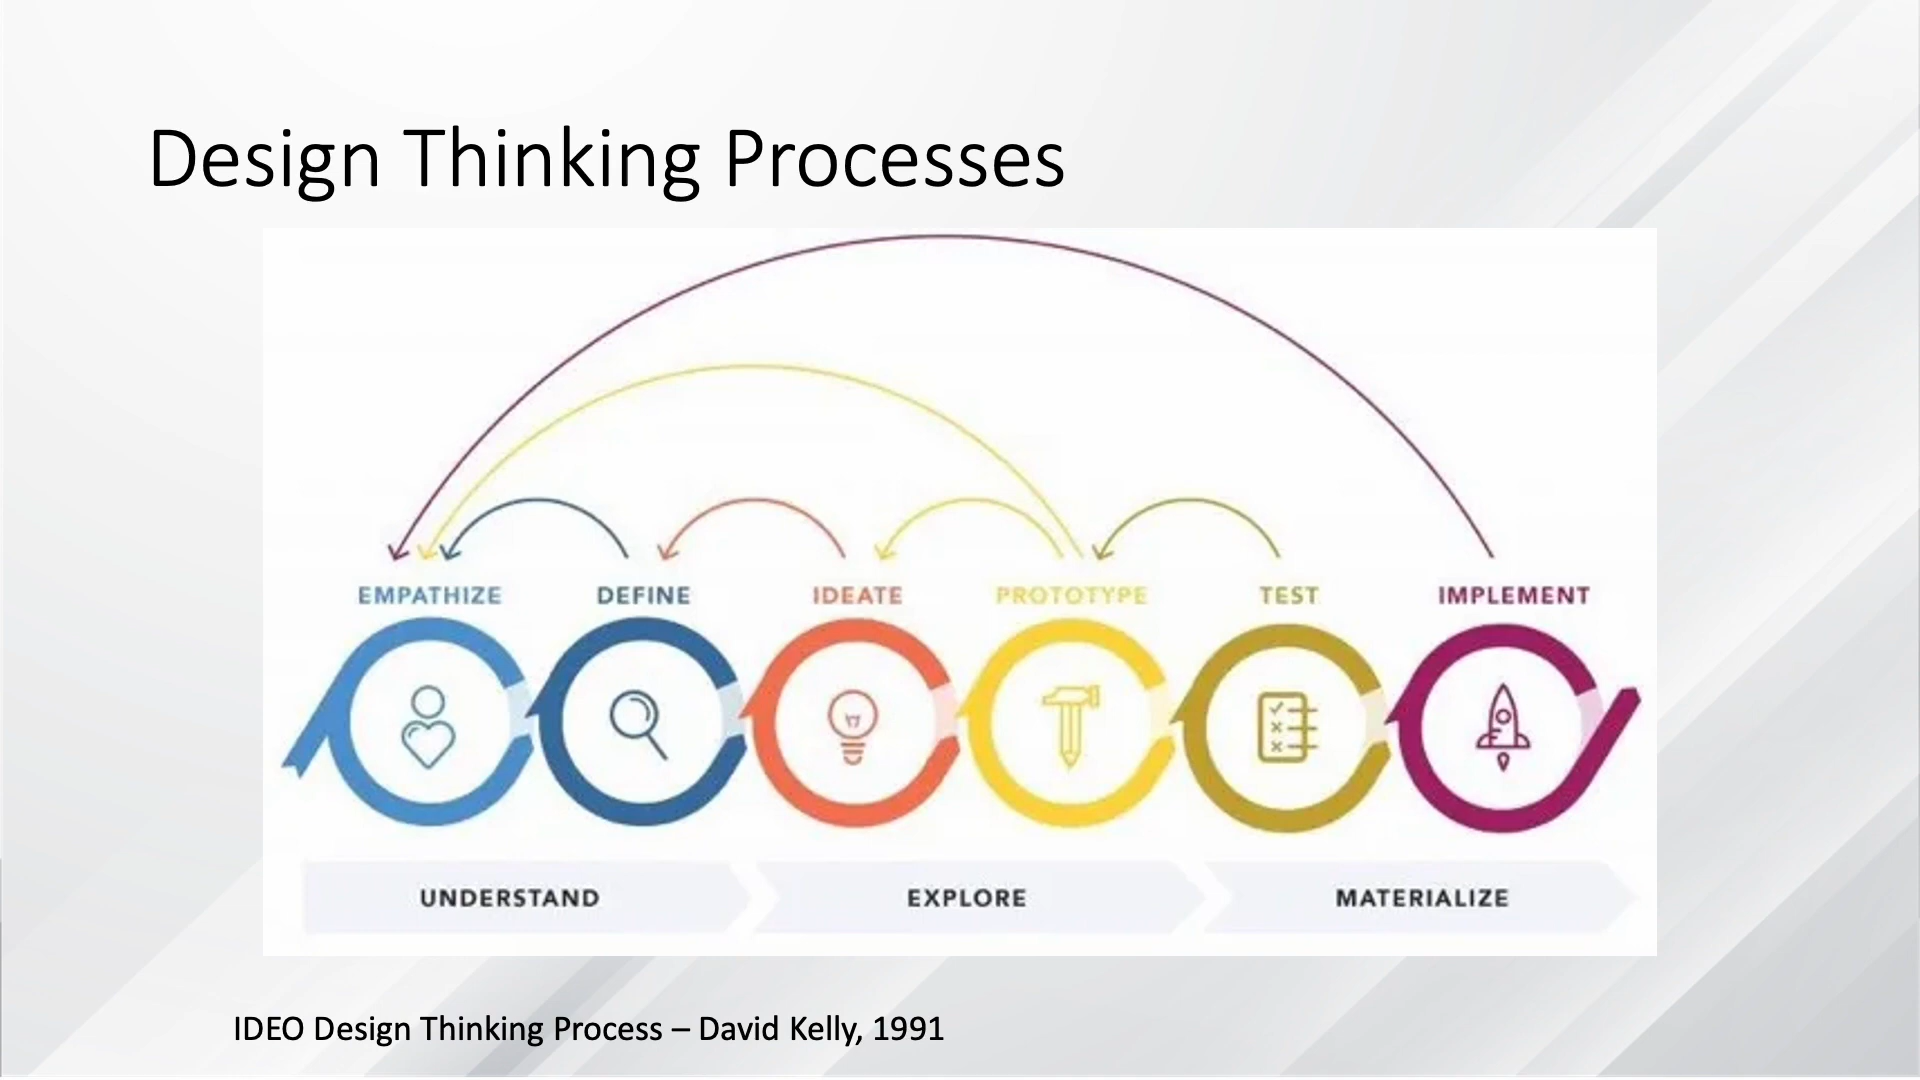 Design Thinking Processes
EMPATHIZE DEFINE IDEATE PROTOTYPE TEST IMPLEMENT
UNDERSTAND EXPLORE MATERIALIZE
IDEO Design Thinking Process – David Kelly, 1991